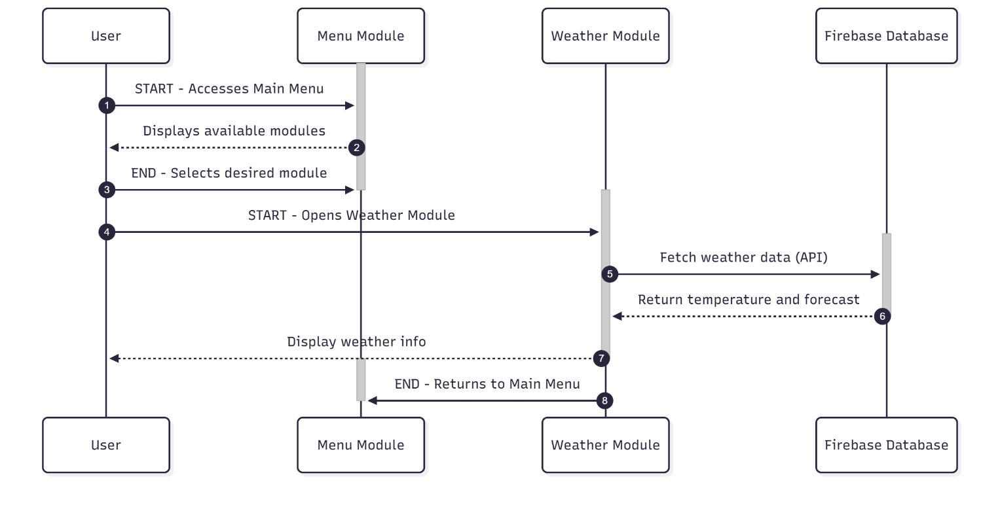 User
Menu Module
Weather Module
Firebase Database
START - Accesses Main Menu
1
Displays available modules
2
END - Selects desired module
3
START - Opens Weather Module
4
Fetch weather data (API)
5
Return temperature and forecast
6
Display weather info
7
END - Returns to Main Menu
8
User
Menu Module
Weather Module
Firebase Database